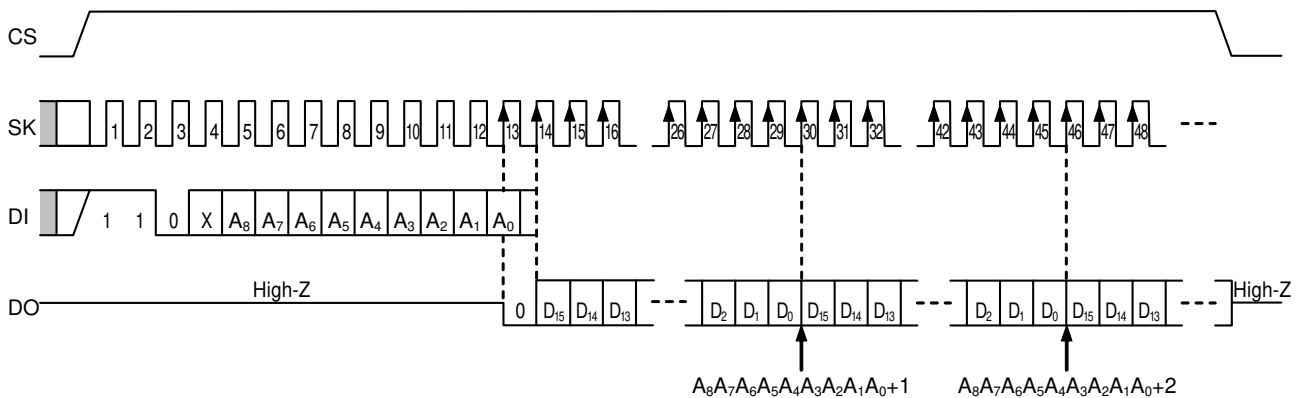 CS
SK 1 2 3 4 5 6 7 8 9 10 11 12 13 14 15 16 26 27 28 29 30 31 32 42 43 44 45 46 47 48
DI 1 1 0 X A₈ A₇ A₆ A₅ A₄ A₃ A₂ A₁ A₀
High-Z High-Z
DO 0 D₁₅ D₁₄ D₁₃ D₂ D₁ D₀ D₁₅ D₁₄ D₁₃ D₂ D₁ D₀ D₁₅ D₁₄ D₁₃
A₈A₇A₆A₅A₄A₃A₂A₁A₀+1 A₈A₇A₆A₅A₄A₃A₂A₁A₀+2